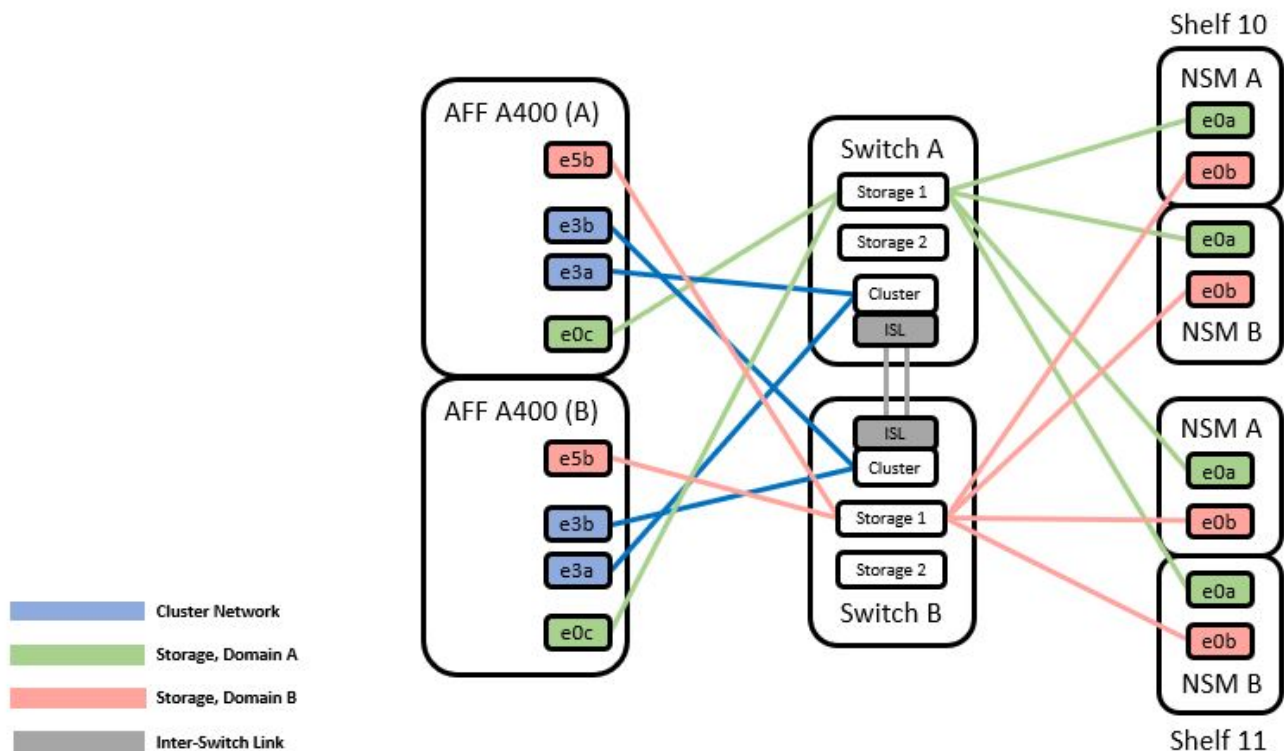 Shelf 10
AFF A400 (A)
e5b
e3b
e3a
e0c
AFF A400 (B)
e5b
e3b
e3a
e0c
Switch A
Storage 1
Storage 2
Cluster
ISL
ISL
Cluster
Storage 1
Storage 2
Switch B
NSM A
e0a
e0b
e0a
e0b
NSM B
NSM A
e0a
e0b
e0a
e0b
NSM B
Shelf 11
Cluster Network
Storage, Domain A
Storage, Domain B
Inter-Switch Link